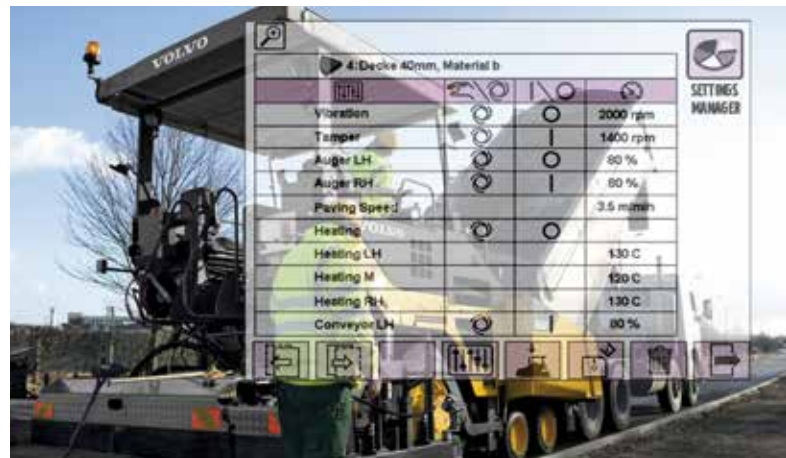 VOLVO
4:Decke 40mm, Material b
SETTINGS
MANAGER
Vibration 2000 rpm
Tamper 1400 rpm
Auger LH 80 %
Auger RH 80 %
Paving Speed 3.5 m/min
Heating
VOLVO
Heating LH 130 C
Heating M 120 C
Heating RH 130 C
Conveyor LH 80 %